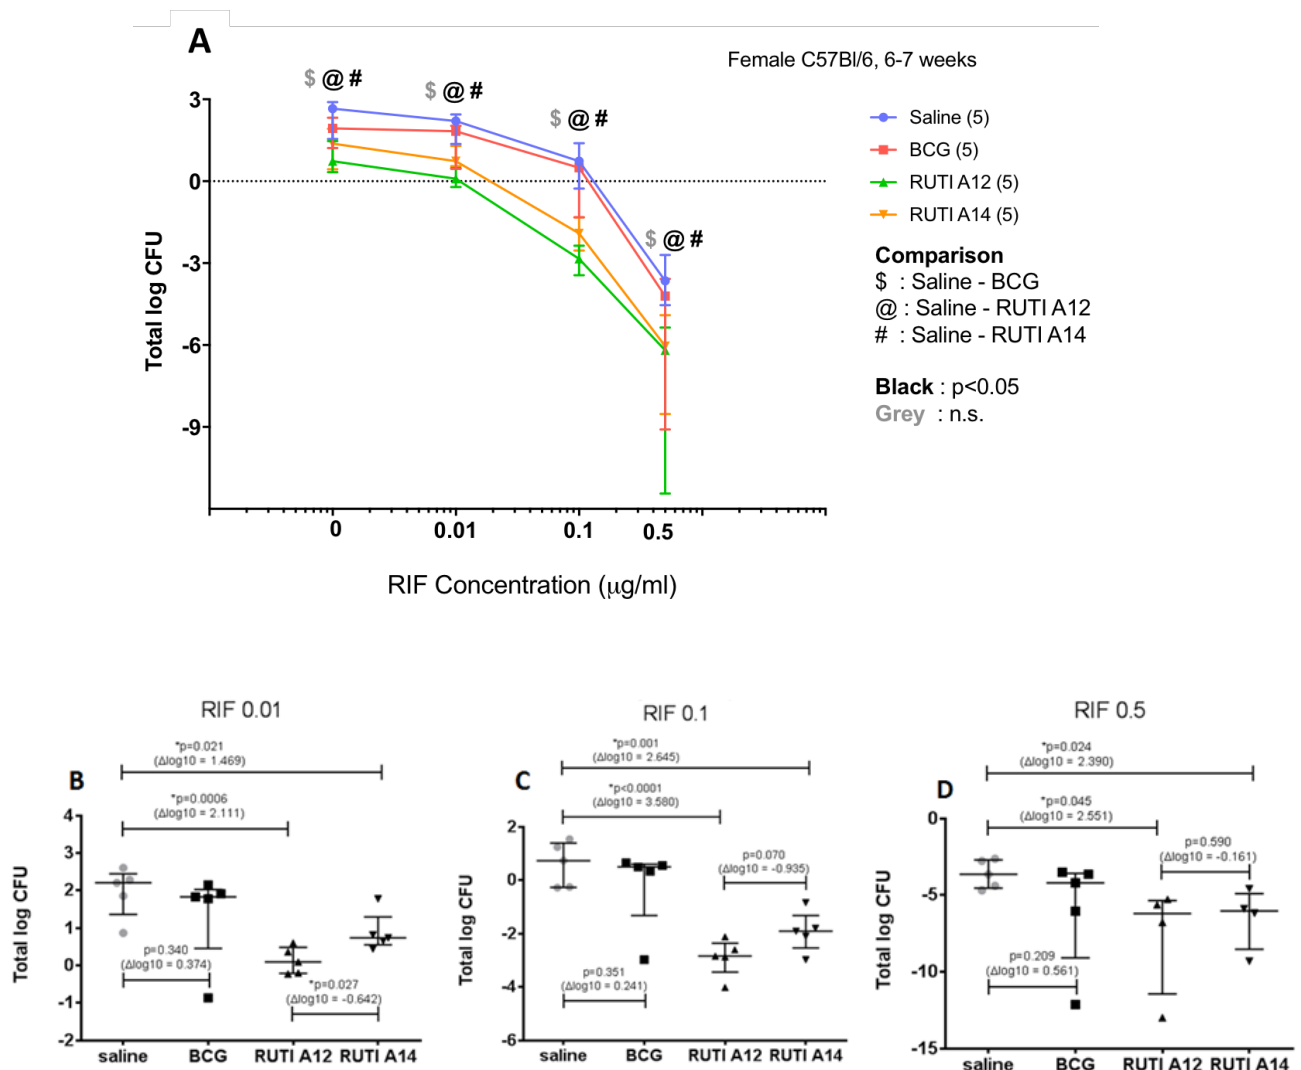 A
Female C57Bl/6, 6-7 weeks
$ @ #
$ @ #
$ @ #
$ @ #
3
0
-3
-6
-9
Total log CFU
0 0.01 0.1 0.5
RIF Concentration (µg/ml)
Saline (5)
BCG (5)
RUTI A12 (5)
RUTI A14 (5)
Comparison
$ : Saline - BCG
@ : Saline - RUTI A12
# : Saline - RUTI A14
Black : p<0.05
Grey : n.s.
RIF 0.01
B
*p=0.021
(Δlog10 = 1.469)
*p=0.0006
(Δlog10 = 2.111)
4
3
2
1
0
-1
-2
Total log CFU
p=0.340
(Δlog10 = 0.374)
*p=0.027
(Δlog10 = -0.642)
saline BCG RUTI A12 RUTI A14
RIF 0.1
C
*p=0.001
(Δlog10 = 2.645)
*p<0.0001
(Δlog10 = 3.580)
2
0
-2
-4
-6
Total log CFU
p=0.070
(Δlog10 = -0.935)
p=0.351
(Δlog10 = 0.241)
saline BCG RUTI A12 RUTI A14
RIF 0.5
D
*p=0.024
(Δlog10 = 2.390)
*p=0.045
(Δlog10 = 2.551)
0
-5
-10
-15
Total log CFU
p=0.590
(Δlog10 = -0.161)
p=0.209
(Δlog10 = 0.561)
saline BCG RUTI A12 RUTI A14